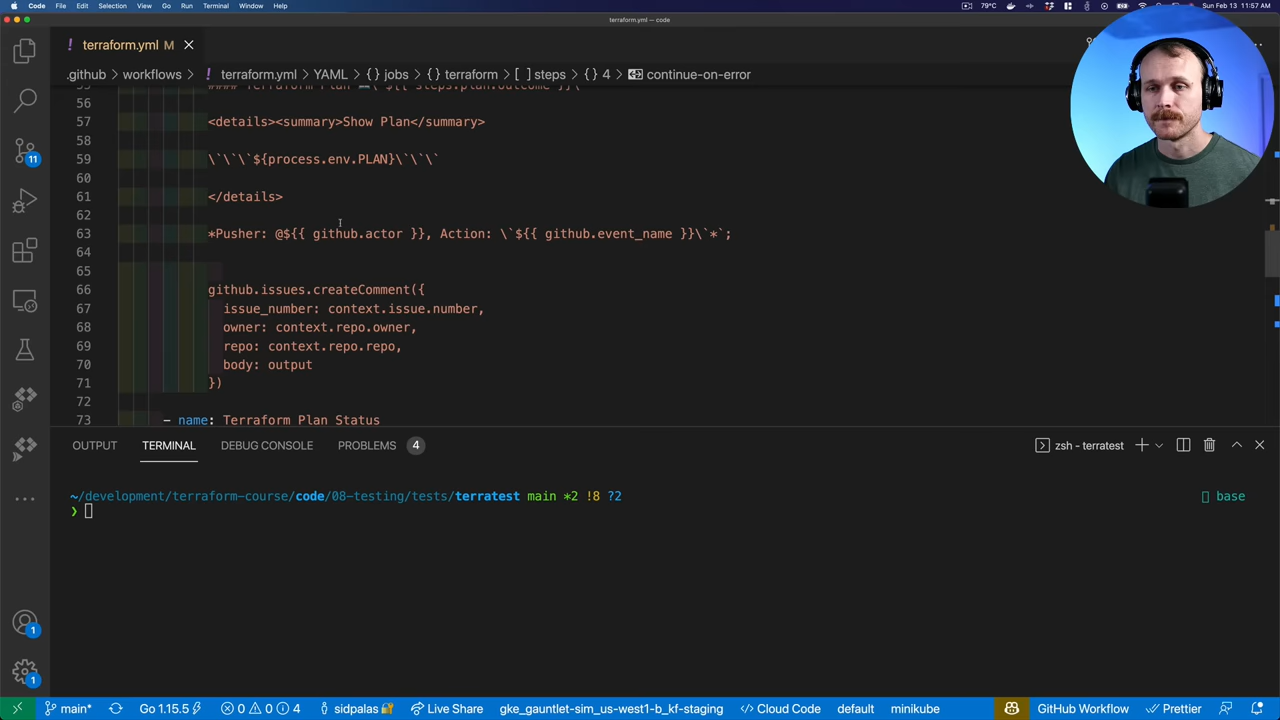 Code File Edit Selection View Go Run Terminal Window Help 79°C Sun Feb 13 11:57 AM
terraform.yml — code
! terraform.yml M
.github > workflows > ! terraform.yml > YAML > {} jobs > {} terraform > [ ] steps > {} 4 > continue-on-error
56
57 <details><summary>Show Plan</summary>
58
59 \`\`\`${process.env.PLAN}\`\`\`
60
61 </details>
62
63 *Pusher: @${{ github.actor }}, Action: \`${{ github.event_name }}\`*`;
64
65
66 github.issues.createComment({
67 issue_number: context.issue.number,
68 owner: context.repo.owner,
69 repo: context.repo.repo,
70 body: output
71 })
72
73 - name: Terraform Plan Status
11
OUTPUT TERMINAL DEBUG CONSOLE PROBLEMS 4 zsh - terratest
~/development/terraform-course/code/08-testing/tests/terratest main *2 !8 ?2 base
❯
1
1
main* Go 1.15.5 0 0 4 sidpalas Live Share gke_gauntlet-sim_us-west1-b_kf-staging Cloud Code default minikube GitHub Workflow Prettier